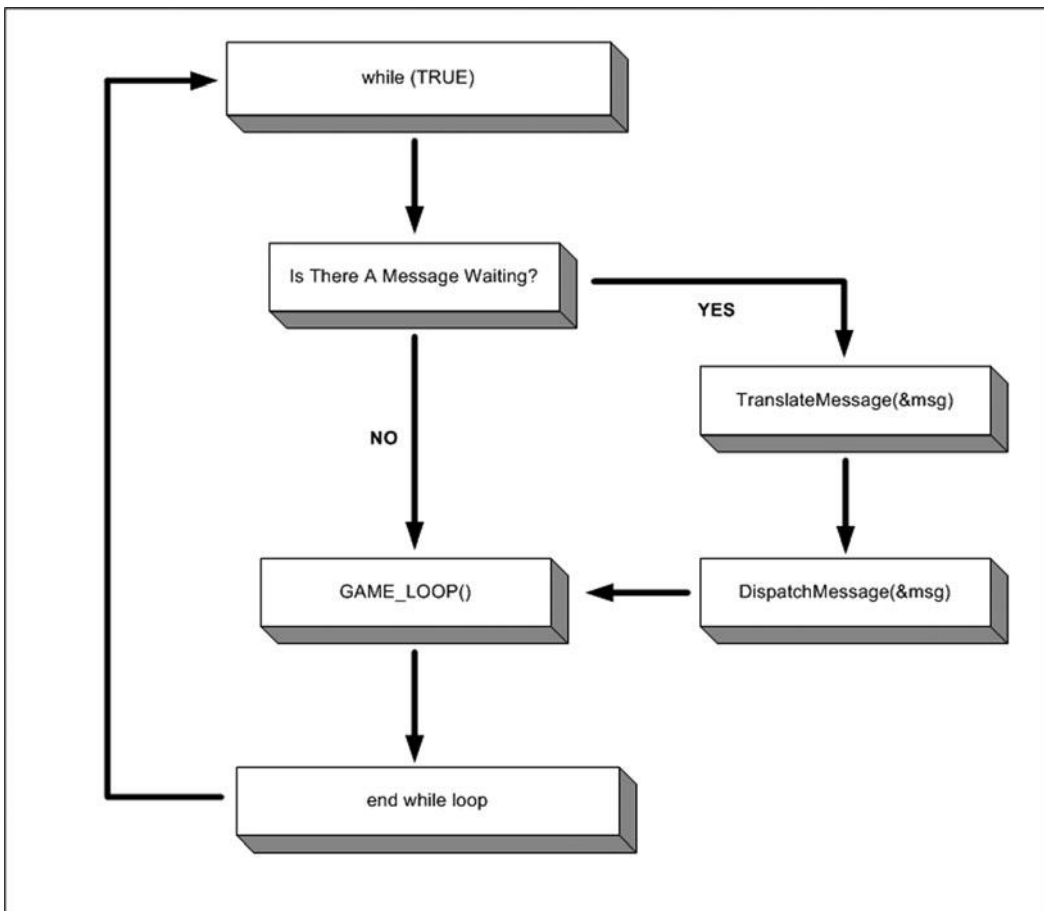 while (TRUE)
Is There A Message Waiting?
YES
TranslateMessage(&msg)
NO
GAME_LOOP()
DispatchMessage(&msg)
end while loop